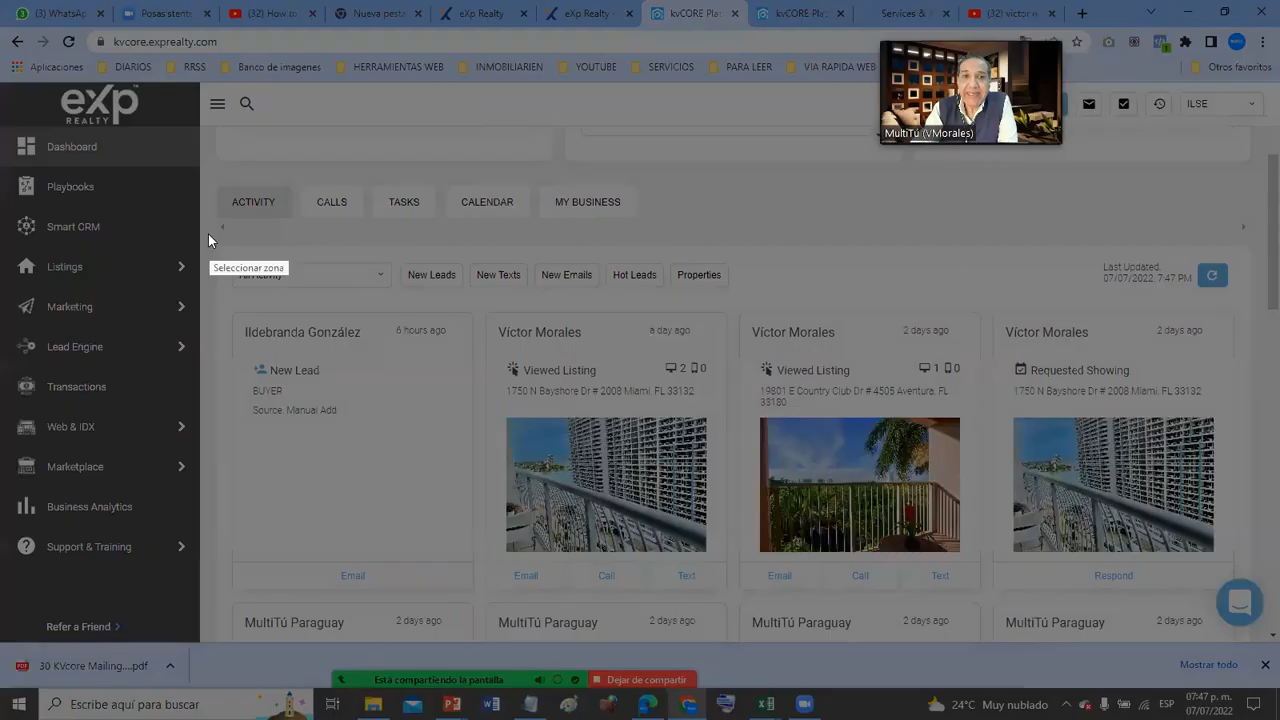 (3) WhatsAp
Posas sistent
(32) How to
Nueva pesta
eXp Realty
eXp Realty
kvCORE Pla
kvCORE Pla
Services &
(32) victor
kvcore.exprealty.com
Aplicaciones
DIARIOS
RRSS
Banco de imagenes
HERRAMIENTAS WEB
INMOBILIARIEN
YOUTUBE
SERVICIOS
PARA LEER
VIA RAPIDA WEB
Otros favoritos
eXp
REALTY
MultiTú (VMorales)
ILSE
Dashboard
Playbooks
Smart CRM
Listings
Marketing
Lead Engine
Transactions
Web & IDX
Marketplace
Business Analytics
Support & Training
Refer a Friend >
ACTIVITY
CALLS
TASKS
CALENDAR
MY BUSINESS
Seleccionar zona
All Activity
New Leads
New Texts
New Emails
Hot Leads
Properties
Last Updated:
07/07/2022, 7:47 PM
Ildebranda González
6 hours ago
New Lead
BUYER
Source: Manual Add
Email
Víctor Morales
a day ago
Viewed Listing
2 0
1750 N Bayshore Dr # 2008 Miami, FL 33132
Email
Call
Text
Víctor Morales
2 days ago
Viewed Listing
1 0
19801 E Country Club Dr # 4505 Aventura, FL
33180
Email
Call
Text
Víctor Morales
2 days ago
Requested Showing
1750 N Bayshore Dr # 2008 Miami, FL 33132
Respond
MultiTú Paraguay
2 days ago
MultiTú Paraguay
2 days ago
MultiTú Paraguay
2 days ago
MultiTú Paraguay
2 days ago
30 KVcore Mailing....pdf
Mostrar todo
Está compartiendo la pantalla
Dejar de compartir
Escribe aquí para buscar
24°C Muy nublado
ESP
07:47 p. m.
07/07/2022